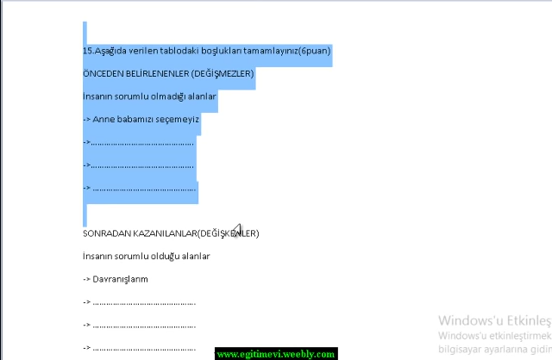 15.Aşağıda verilen tablodaki boşlukları tamamlayınız(6puan)
ÖNCEDEN BELİRLENENLER (DEĞİŞMEZLER)
İnsanın sorumlu olmadığı alanlar
-> Anne babamızı seçemeyiz
->............................................
->............................................
-> ............................................
SONRADAN KAZANILANLAR(DEĞİŞKENLER)
İnsanın sorumlu olduğu alanlar
-> Davranışlarım
-> ............................................
-> ............................................
-> ............................................
Windows'u Etkinleş
Windows'u etkinleştirmek
bilgisayar ayarlarına gidin
www.egitimevi.weebly.com